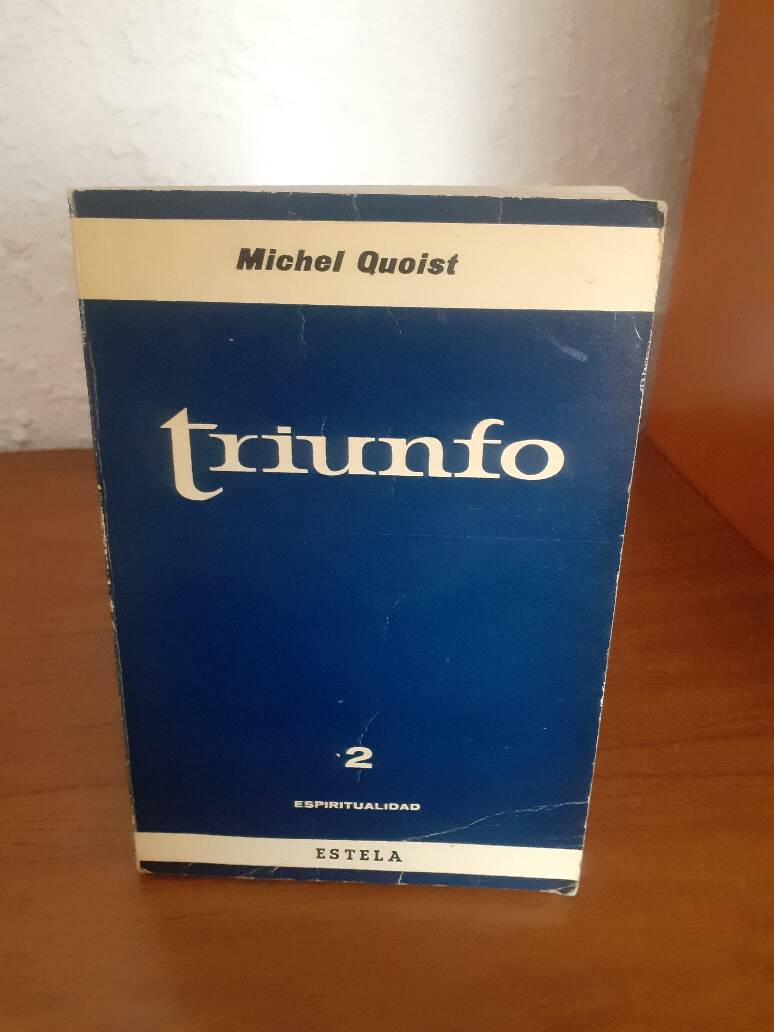 Michel Quoist
triunfo
2
ESPIRITUALIDAD
ESTELA